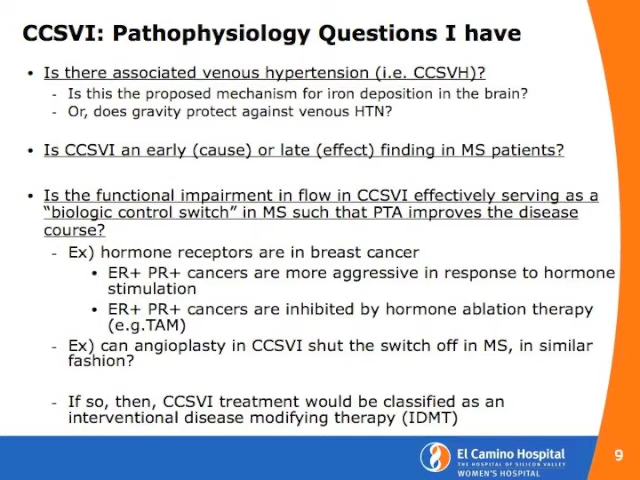 CCSVI: Pathophysiology Questions I have
• Is there associated venous hypertension (i.e. CCSVH)?
- Is this the proposed mechanism for iron deposition in the brain?
- Or, does gravity protect against venous HTN?
• Is CCSVI an early (cause) or late (effect) finding in MS patients?
• Is the functional impairment in flow in CCSVI effectively serving as a
“biologic control switch” in MS such that PTA improves the disease
course?
- Ex) hormone receptors are in breast cancer
• ER+ PR+ cancers are more aggressive in response to hormone
stimulation
• ER+ PR+ cancers are inhibited by hormone ablation therapy
(e.g.TAM)
- Ex) can angioplasty in CCSVI shut the switch off in MS, in similar
fashion?
- If so, then, CCSVI treatment would be classified as an
interventional disease modifying therapy (IDMT)
El Camino Hospital
THE HOSPITAL OF SILICON VALLEY
WOMEN'S HOSPITAL
9